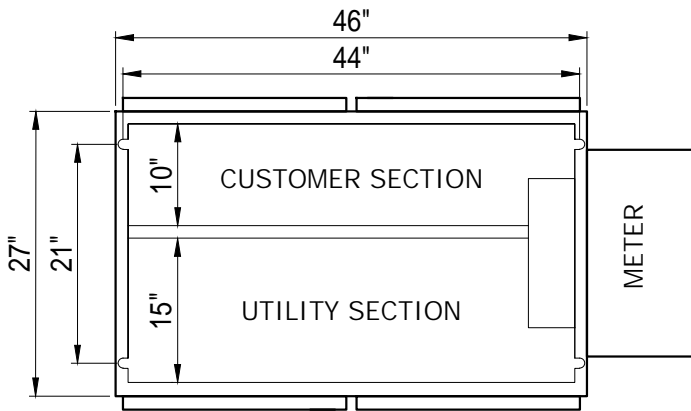 46"
44"
10"
CUSTOMER SECTION
27"
21"
METER
15"
UTILITY SECTION